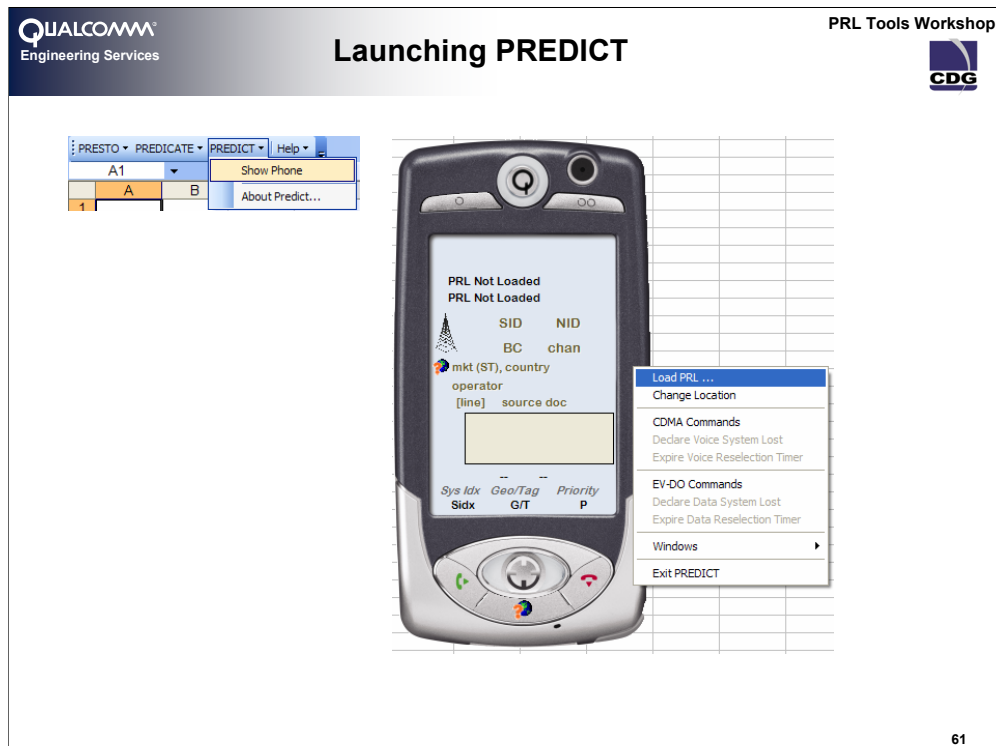 QUALCOMM
Engineering Services
Launching PREDICT
PRL Tools Workshop
CDG
PRESTO PREDICATE PREDICT Help
A1
Show Phone
A B
About Predict...
1
Q
PRL Not Loaded
PRL Not Loaded
SID NID
BC chan
mkt (ST), country
operator
[line] source doc
-- --
Sys Idx Geo/Tag Priority
Sidx G/T P
Load PRL ...
Change Location
CDMA Commands
Declare Voice System Lost
Expire Voice Reselection Timer
EV-DO Commands
Declare Data System Lost
Expire Data Reselection Timer
Windows
Exit PREDICT
61